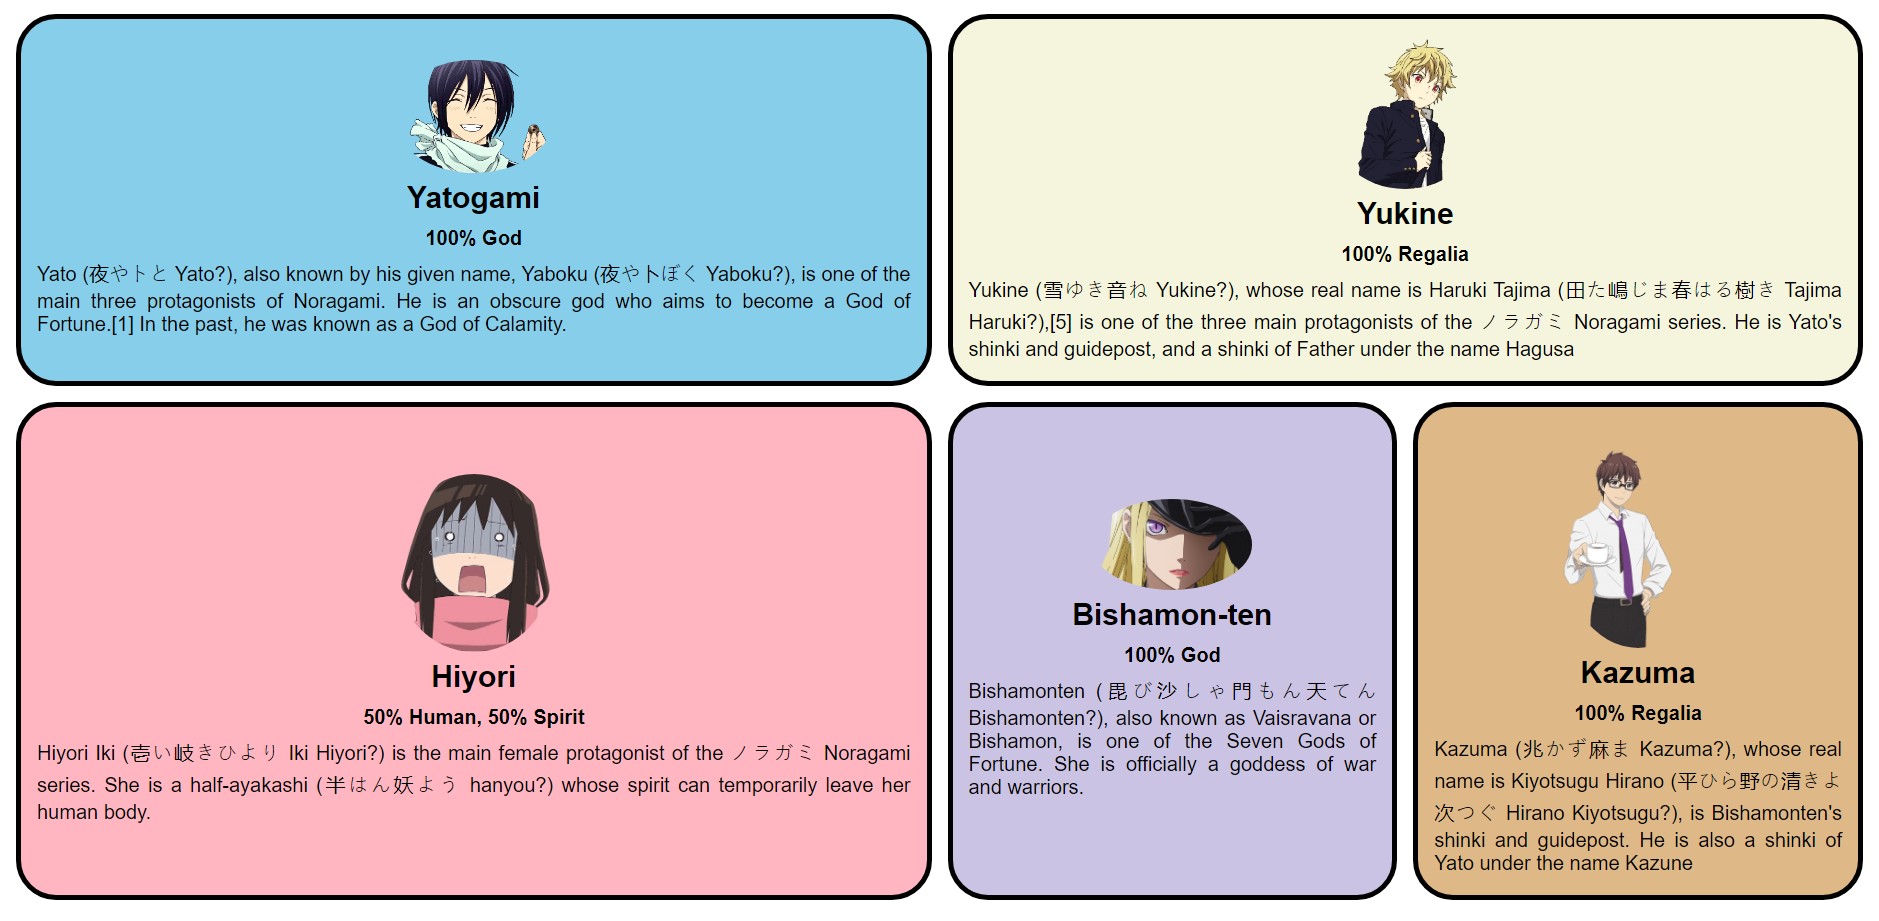 Yatogami
100% God
Yato (夜やトと Yato?), also known by his given name, Yaboku (夜や卜ぼく Yaboku?), is one of the
main three protagonists of Noragami. He is an obscure god who aims to become a God of
Fortune.[1] In the past, he was known as a God of Calamity.
Yukine
100% Regalia
Yukine (雪ゆき音ね Yukine?), whose real name is Haruki Tajima (田た嶋じま春はる樹き Tajima
Haruki?),[5] is one of the three main protagonists of the ノラガミ Noragami series. He is Yato's
shinki and guidepost, and a shinki of Father under the name Hagusa
Hiyori
50% Human, 50% Spirit
Hiyori Iki (壱い岐きひより Iki Hiyori?) is the main female protagonist of the ノラガミ Noragami
series. She is a half-ayakashi (半はん妖よう hanyou?) whose spirit can temporarily leave her
human body.
Bishamon-ten
100% God
Bishamonten (毘び沙しゃ門もん天てん
Bishamonten?), also known as Vaisravana or
Bishamon, is one of the Seven Gods of
Fortune. She is officially a goddess of war
and warriors.
Kazuma
100% Regalia
Kazuma (兆かず麻ま Kazuma?), whose real
name is Kiyotsugu Hirano (平ひら野の清きよ
次つぐ Hirano Kiyotsugu?), is Bishamonten's
shinki and guidepost. He is also a shinki of
Yato under the name Kazune